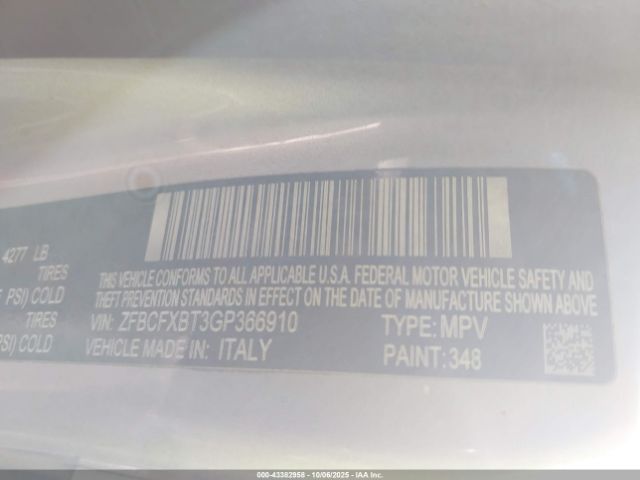 4277 LB
TIRES
PSI) COLD
TIRES
PSI) COLD
THIS VEHICLE CONFORMS TO ALL APPLICABLE U.S.A. FEDERAL MOTOR VEHICLE SAFETY AND
THEFT PREVENTION STANDARDS IN EFFECT ON THE DATE OF MANUFACTURE SHOWN ABOVE
VIN: ZFBCFXBT3GP366910 TYPE: MPV
VEHICLE MADE IN: ITALY PAINT: 348
000-43382958 - 10/06/2025 - IAA Inc.